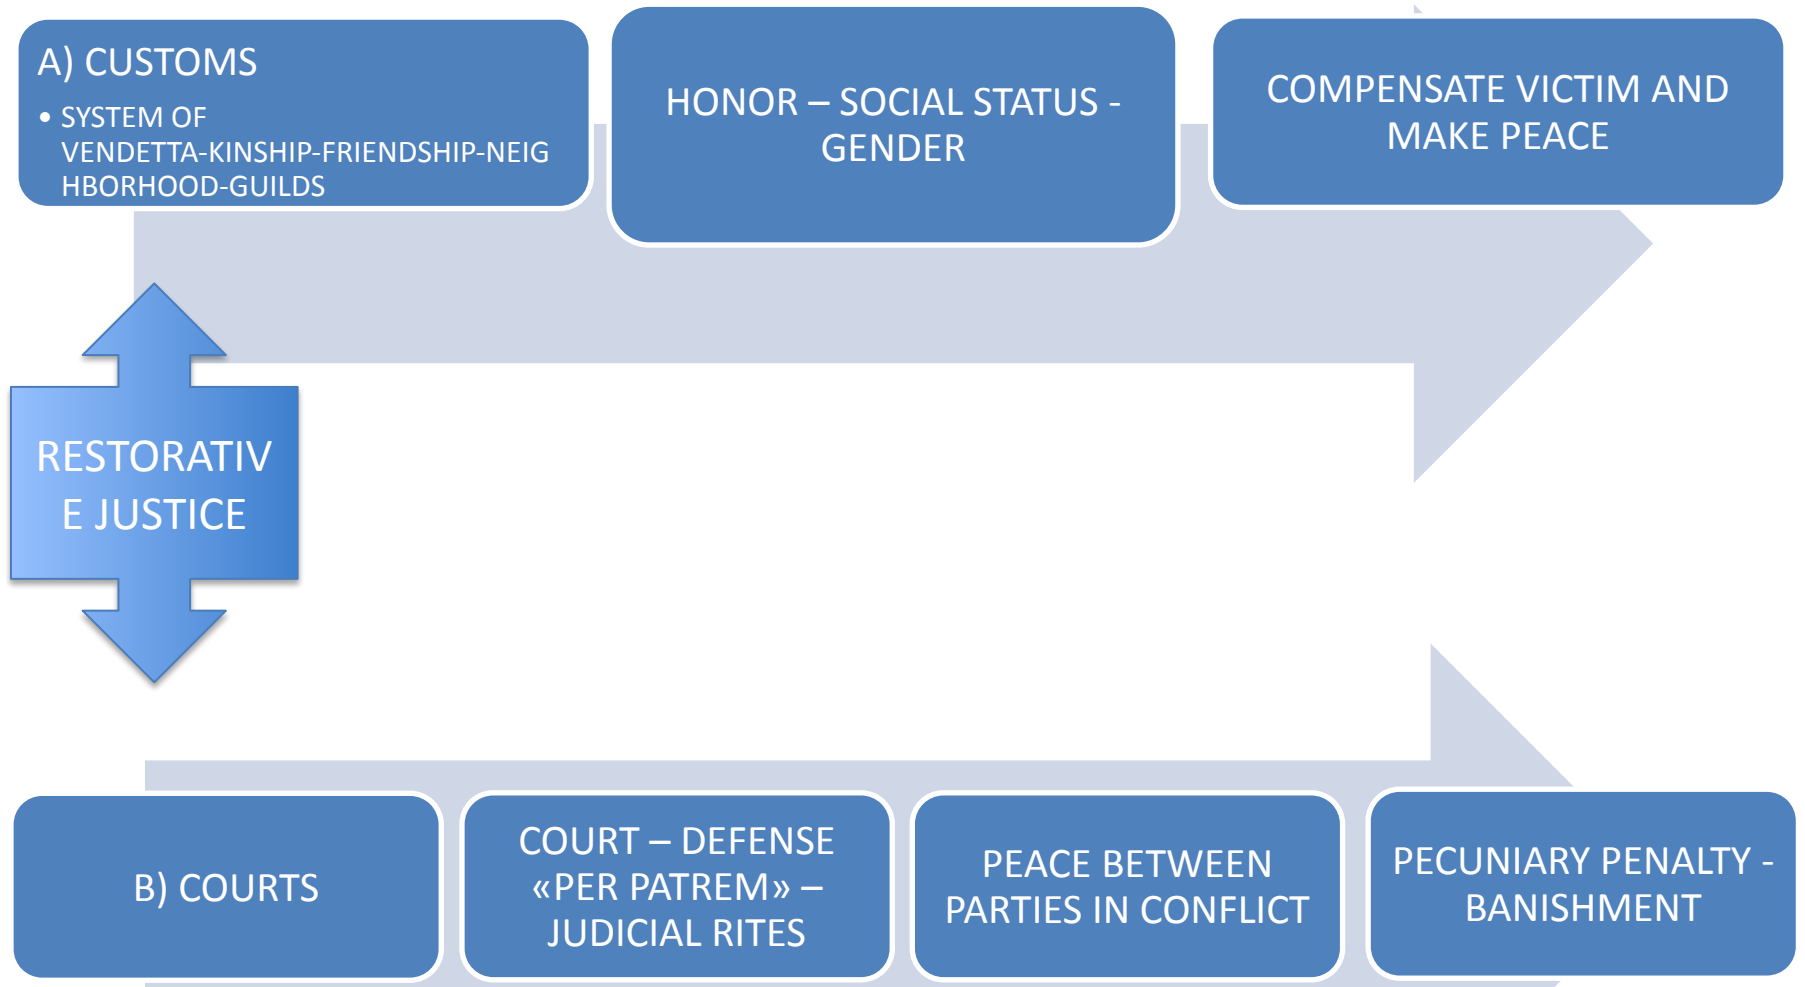 A) CUSTOMS
• SYSTEM OF
VENDETTA-KINSHIP-FRIENDSHIP-NEIG
HBORHOOD-GUILDS
HONOR – SOCIAL STATUS -
GENDER
COMPENSATE VICTIM AND
MAKE PEACE
RESTORATIV
E JUSTICE
B) COURTS
COURT – DEFENSE
«PER PATREM» –
JUDICIAL RITES
PEACE BETWEEN
PARTIES IN CONFLICT
PECUNIARY PENALTY -
BANISHMENT